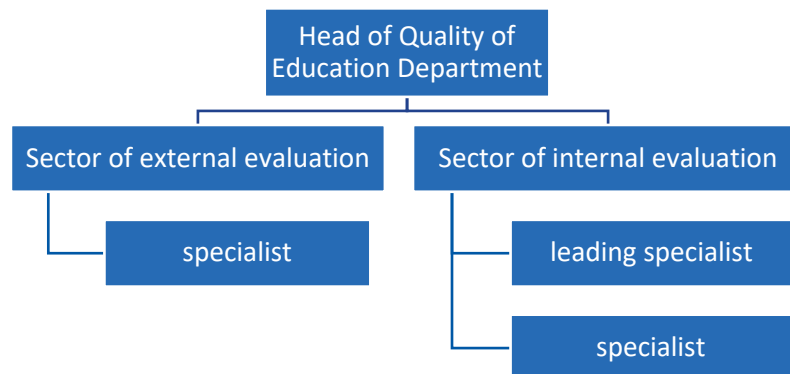 Head of Quality of
Education Department
Sector of external evaluation
specialist
Sector of internal evaluation
leading specialist
specialist